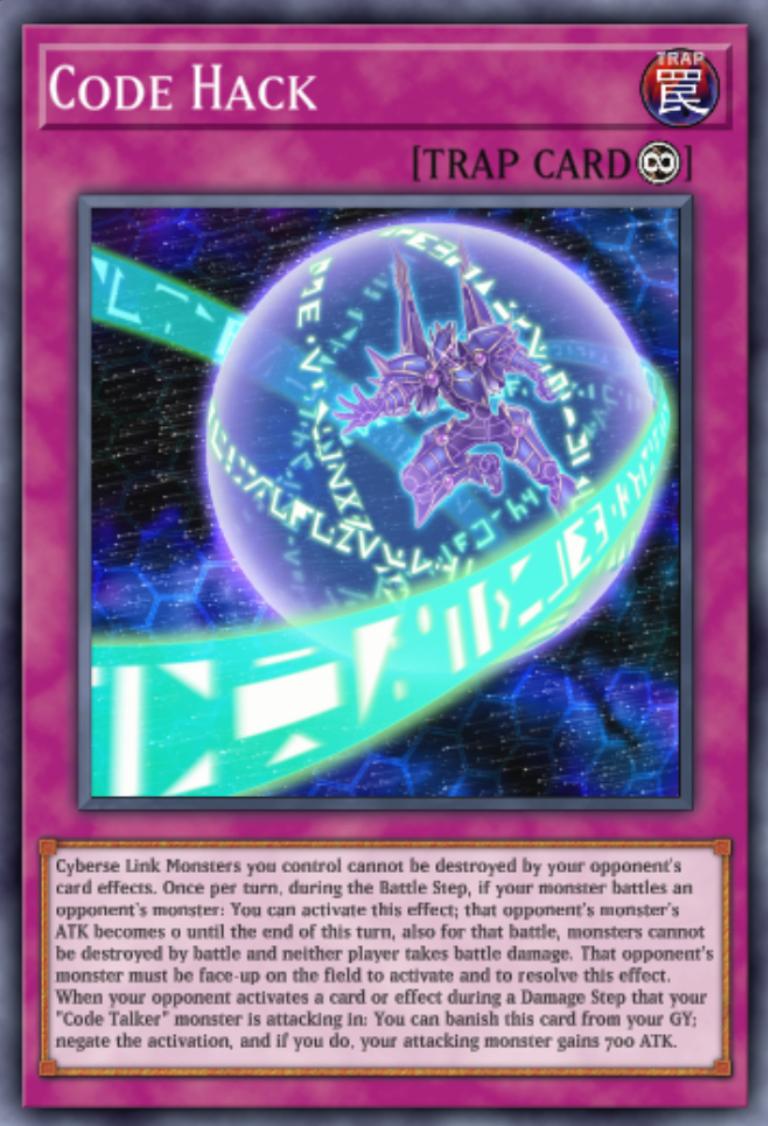 Code Hack
TRAP
罠
[TRAP CARD]
Cyberse Link Monsters you control cannot be destroyed by your opponent's
card effects. Once per turn, during the Battle Step, if your monster battles an
opponent's monster: You can activate this effect; that opponent's monster's
ATK becomes 0 until the end of this turn, also for that battle, monsters cannot
be destroyed by battle and neither player takes battle damage. That opponent's
monster must be face-up on the field to activate and to resolve this effect.
When your opponent activates a card or effect during a Damage Step that your
"Code Talker" monster is attacking in: You can banish this card from your GY;
negate the activation, and if you do, your attacking monster gains 700 ATK.